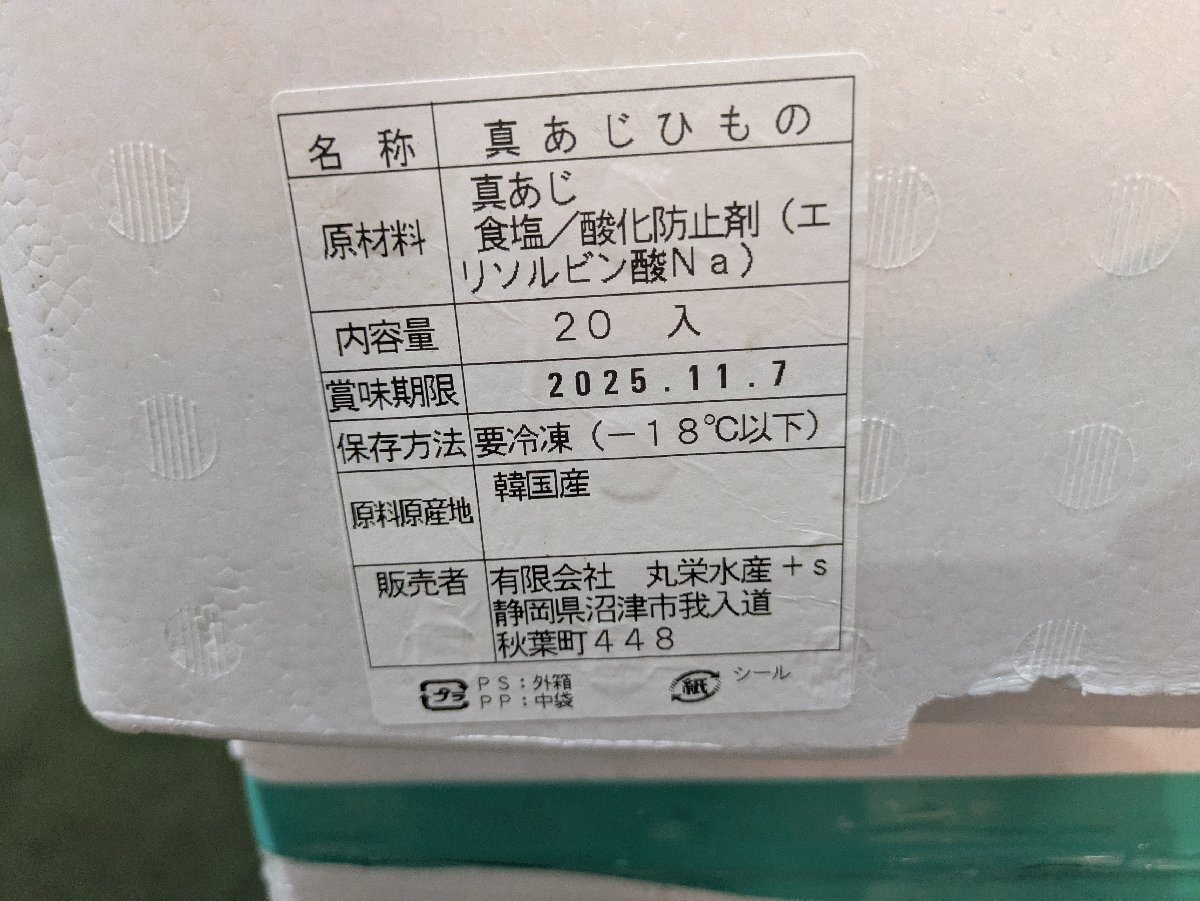 名 称 真あじひもの
原材料 真あじ
食塩／酸化防止剤（エ
リソルビン酸Na）
内容量 20 入
賞味期限 2025.11.7
保存方法 要冷凍（－18℃以下）
原料原産地 韓国産
販売者 有限会社 丸栄水産＋s
静岡県沼津市我入道
秋葉町448
プラ PS：外箱
PP：中袋
紙 シール